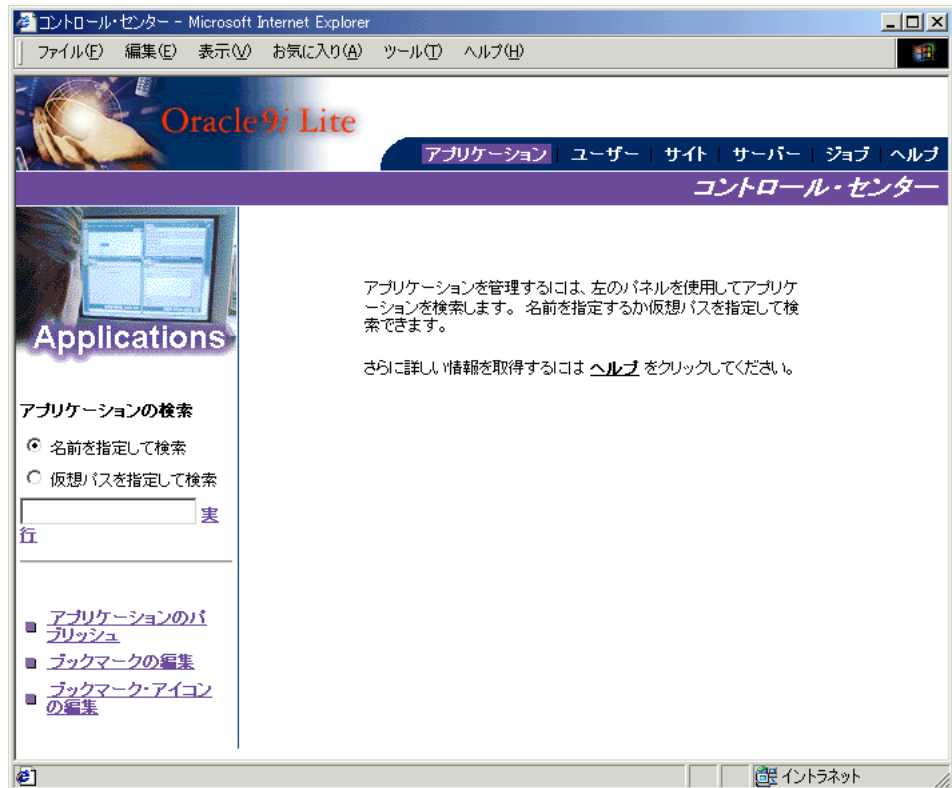 コントロール・センター - Microsoft Internet Explorer
ファイル(F) 編集(E) 表示(V) お気に入り(A) ツール(T) ヘルプ(H)
Oracle9i Lite
アプリケーション ユーザー サイト サーバー ジョブ ヘルプ
コントロール・センター
Applications
アプリケーションを管理するには、左のパネルを使用してアプリケ
ーションを検索します。名前を指定するか仮想パスを指定して検
索できます。
さらに詳しい情報を取得するには ヘルプ をクリックしてください。
アプリケーションの検索
名前を指定して検索
仮想パスを指定して検索
実
行
アプリケーションのパ
ブリッシュ
ブックマークの編集
ブックマーク・アイコン
の編集
イントラネット